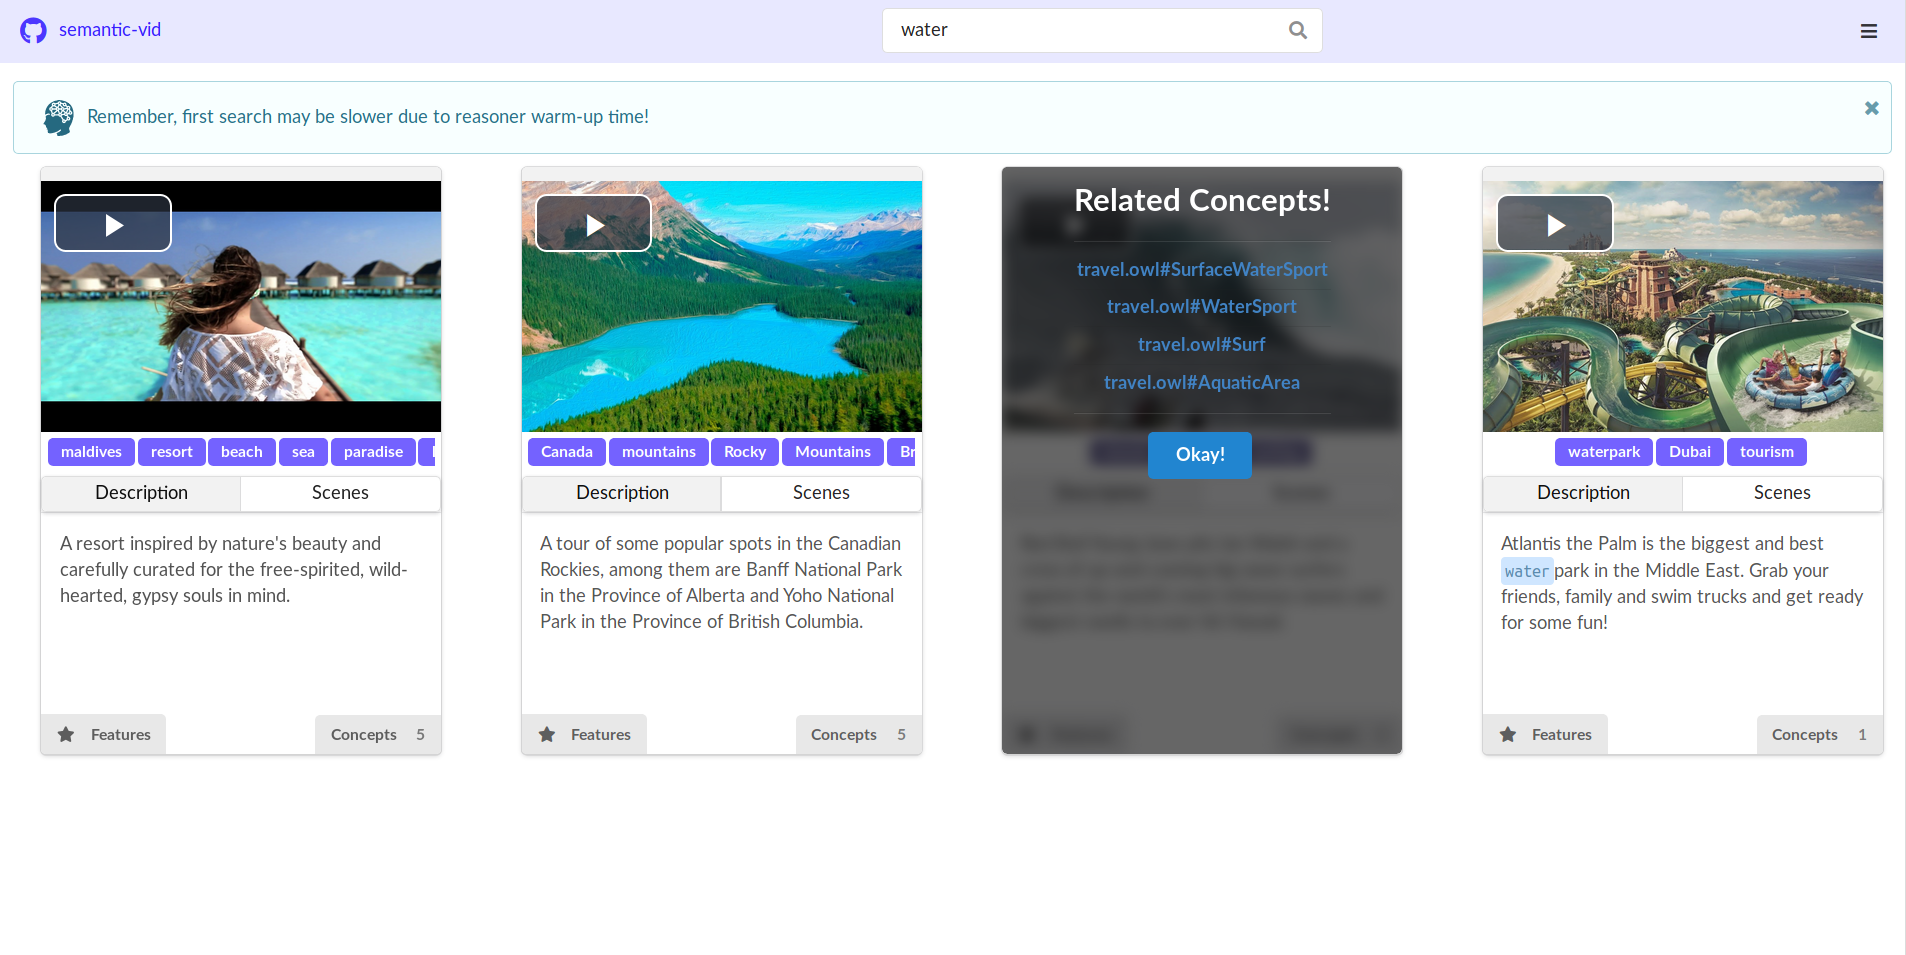 semantic-vid
water
Remember, first search may be slower due to reasoner warm-up time!
maldives resort beach sea paradise
Description Scenes
A resort inspired by nature's beauty and
carefully curated for the free-spirited, wild-
hearted, gypsy souls in mind.
Features Concepts 5
Canada mountains Rocky Mountains Br
Description Scenes
A tour of some popular spots in the Canadian
Rockies, among them are Banff National Park
in the Province of Alberta and Yoho National
Park in the Province of British Columbia.
Features Concepts 5
Related Concepts!
travel.owl#SurfaceWaterSport
travel.owl#WaterSport
travel.owl#Surf
travel.owl#AquaticArea
Okay!
waterpark Dubai tourism
Description Scenes
Atlantis the Palm is the biggest and best
water park in the Middle East. Grab your
friends, family and swim trucks and get ready
for some fun!
Features Concepts 1